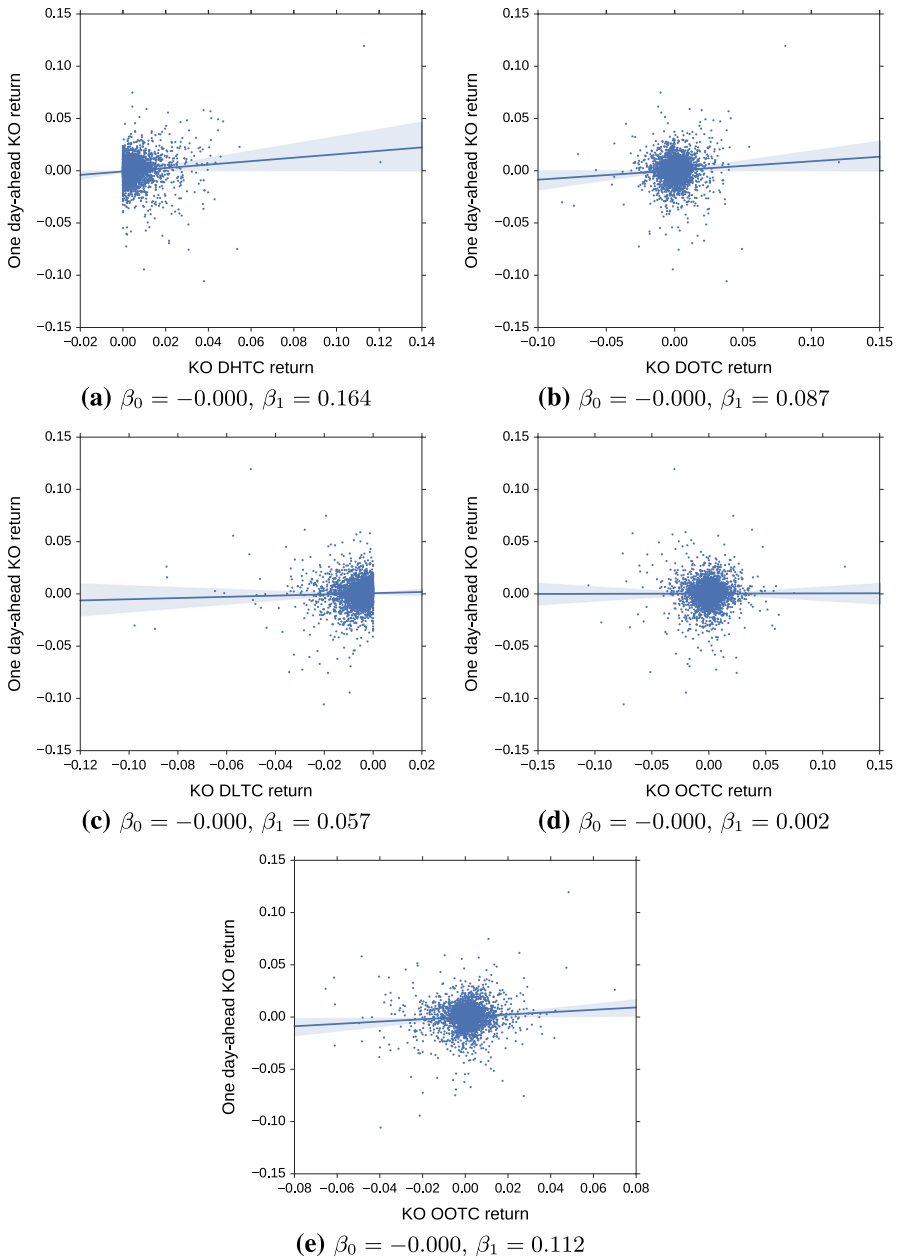 0.15
0.10
0.05
0.00
−0.05
−0.10
−0.15
One day-ahead KO return
−0.02 0.00 0.02 0.04 0.06 0.08 0.10 0.12 0.14
KO DHTC return
(a) β0 = −0.000, β1 = 0.164
0.15
0.10
0.05
0.00
−0.05
−0.10
−0.15
One day-ahead KO return
−0.10 −0.05 0.00 0.05 0.10 0.15
KO DOTC return
(b) β0 = −0.000, β1 = 0.087
0.15
0.10
0.05
0.00
−0.05
−0.10
−0.15
One day-ahead KO return
−0.12 −0.10 −0.08 −0.06 −0.04 −0.02 0.00 0.02
KO DLTC return
(c) β0 = −0.000, β1 = 0.057
0.15
0.10
0.05
0.00
−0.05
−0.10
−0.15
One day-ahead KO return
−0.15 −0.10 −0.05 0.00 0.05 0.10 0.15
KO OCTC return
(d) β0 = −0.000, β1 = 0.002
0.15
0.10
0.05
0.00
−0.05
−0.10
−0.15
One day-ahead KO return
−0.08 −0.06 −0.04 −0.02 0.00 0.02 0.04 0.06 0.08
KO OOTC return
(e) β0 = −0.000, β1 = 0.112